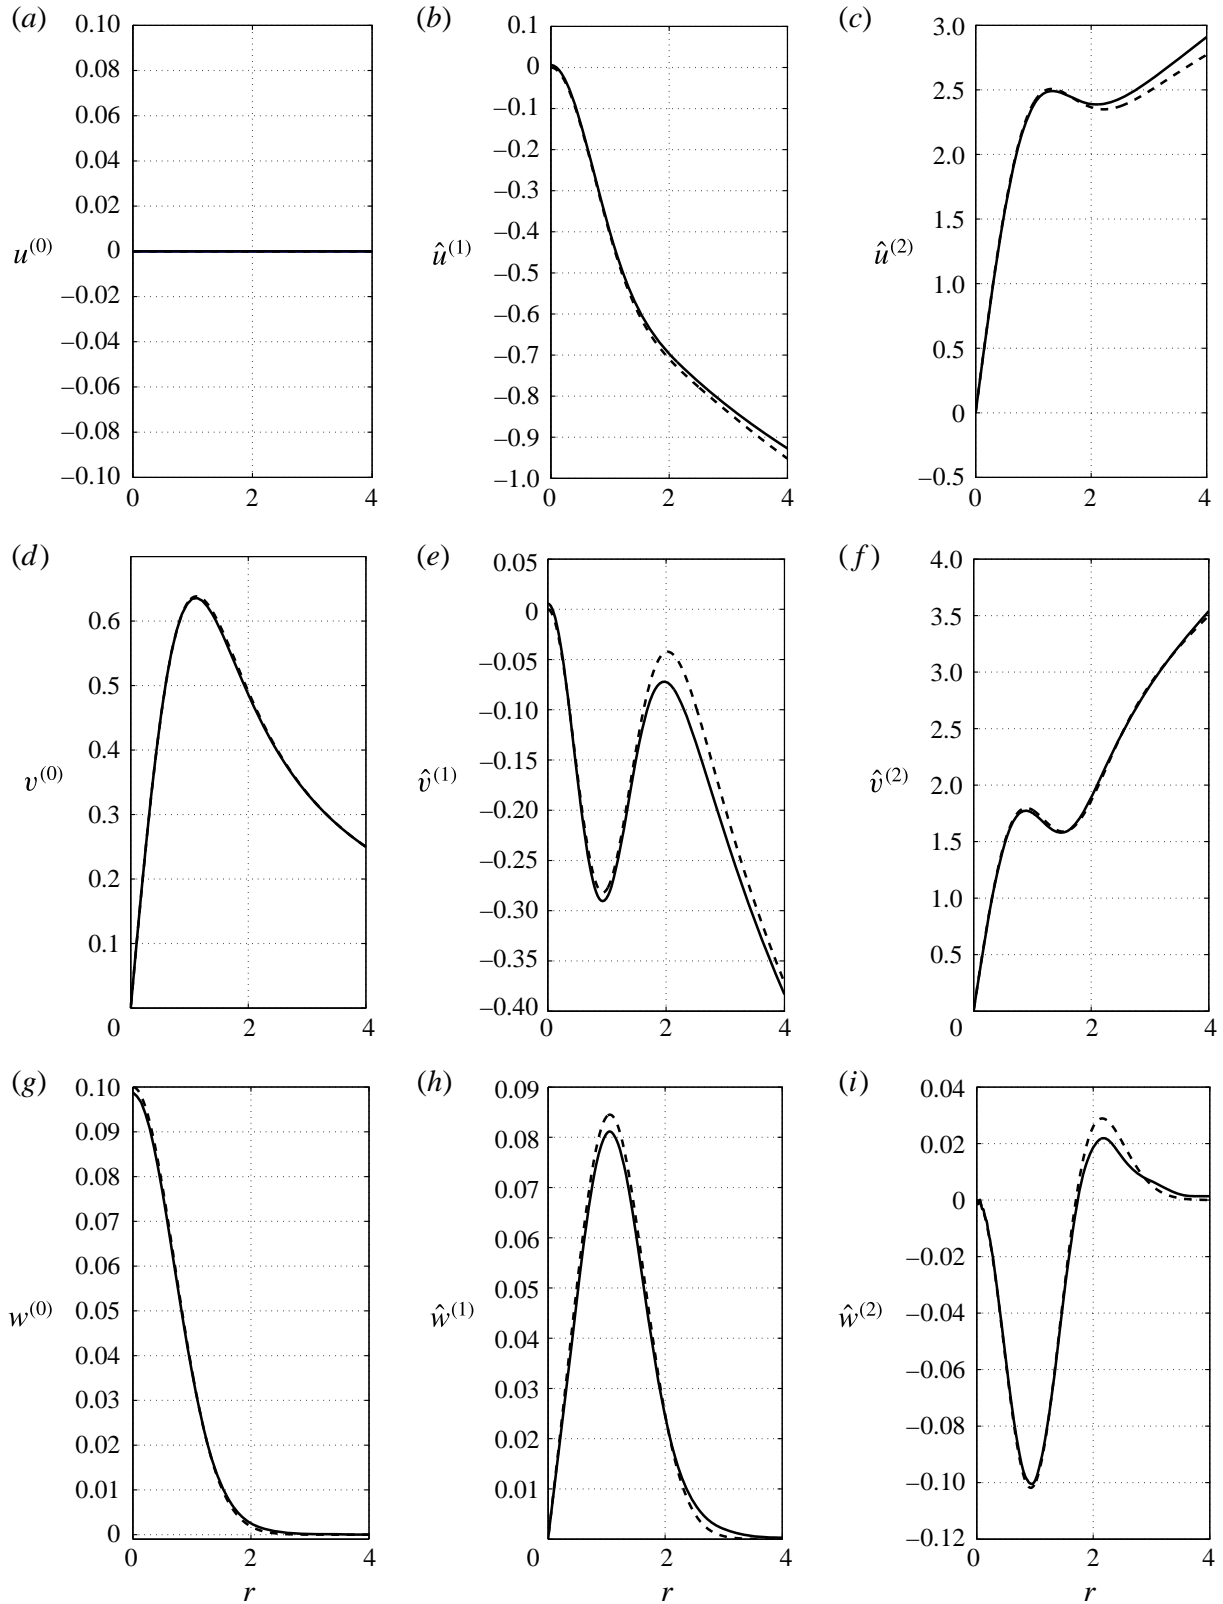 (a)
0.10
0.08
0.06
0.04
0.02
0
–0.02
–0.04
–0.06
–0.08
–0.10
u(0)
0 2 4
(b)
0.1
0
–0.1
–0.2
–0.3
–0.4
–0.5
–0.6
–0.7
–0.8
–0.9
–1.0
û(1)
0 2 4
(c)
3.0
2.5
2.0
1.5
1.0
0.5
0
–0.5
û(2)
0 2 4
(d)
0.6
0.5
0.4
0.3
0.2
0.1
v(0)
0 2 4
(e)
0.05
0
–0.05
–0.10
–0.15
–0.20
–0.25
–0.30
–0.35
–0.40
v̂(1)
0 2 4
(f)
4.0
3.5
3.0
2.5
2.0
1.5
1.0
0.5
v̂(2)
0 2 4
(g)
0.10
0.09
0.08
0.07
0.06
0.05
0.04
0.03
0.02
0.01
0
w(0)
0 2 4
r
(h)
0.09
0.08
0.07
0.06
0.05
0.04
0.03
0.02
0.01
ŵ(1)
0 2 4
r
(i)
0.04
0.02
0
–0.02
–0.04
–0.06
–0.08
–0.10
–0.12
ŵ(2)
0 2 4
r